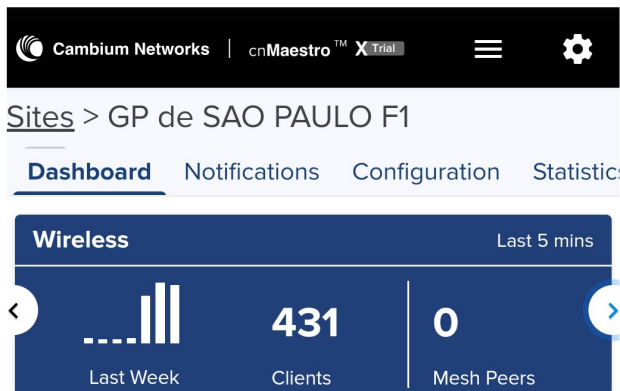 Cambium Networks | cnMaestro™ X Trial
Sites > GP de SAO PAULO F1
Dashboard Notifications Configuration Statistics
Wireless Last 5 mins
431 0
Last Week Clients Mesh Peers